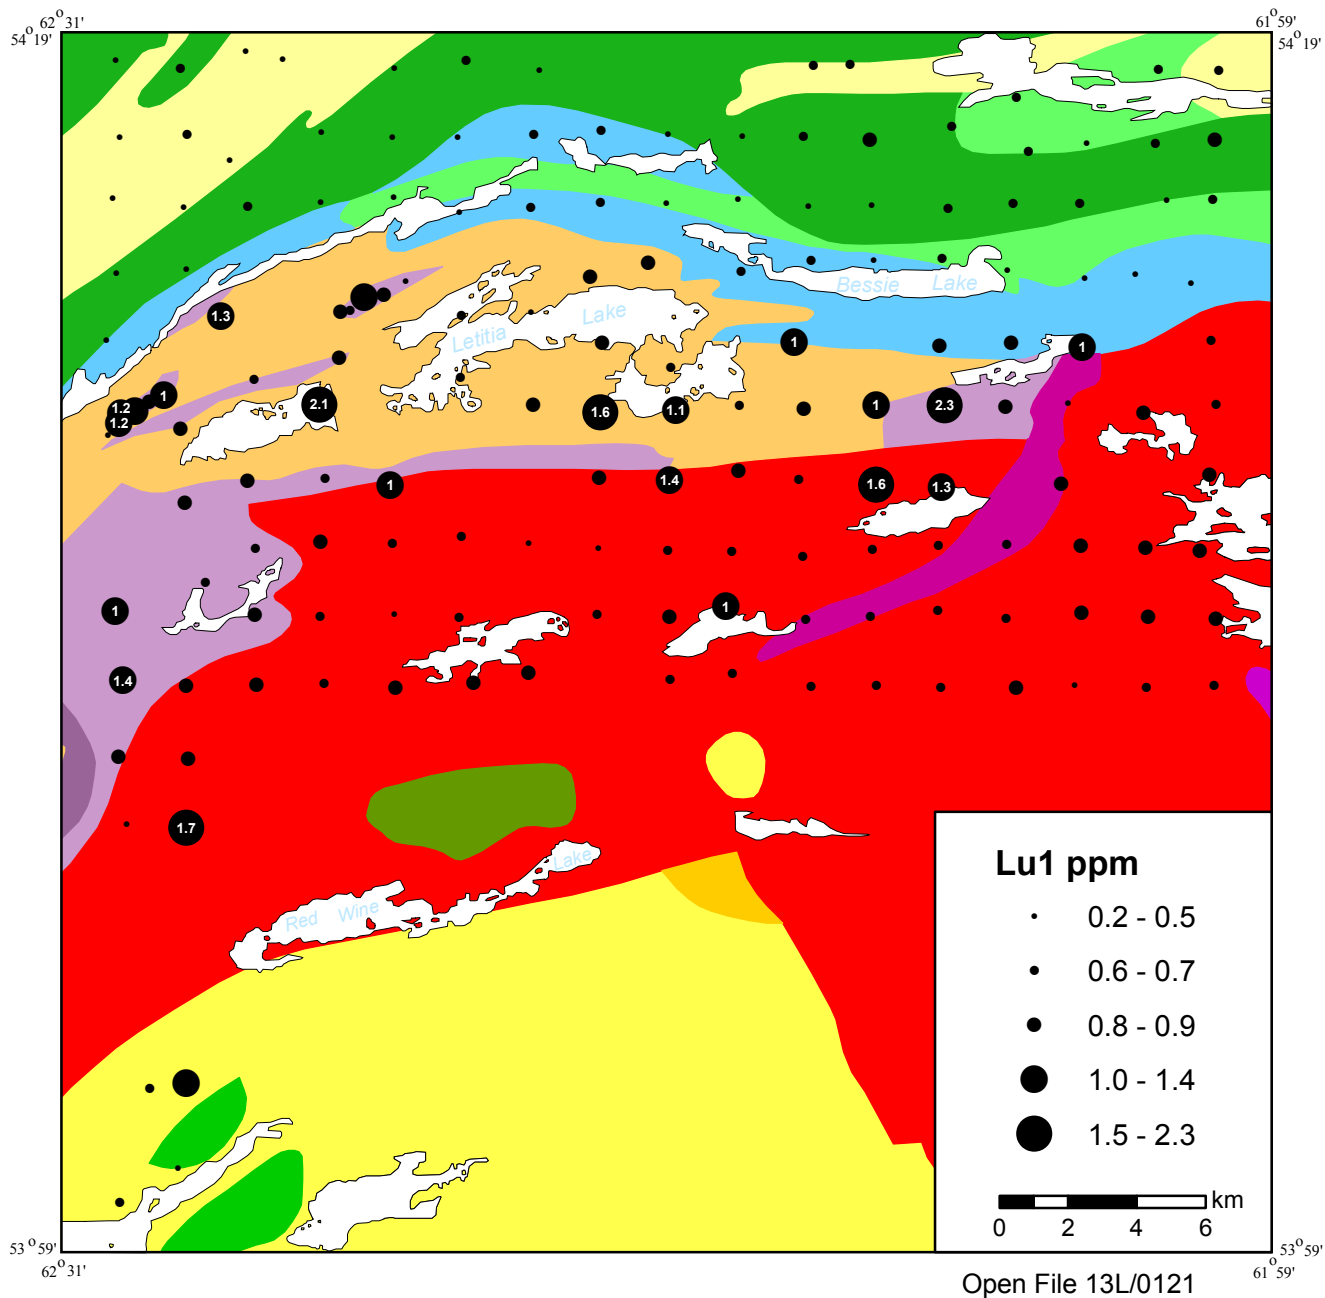 62°31'
61°59'
54°19'
54°19'
Bessie Lake
Lake
Letitia
1.3
1
1
1
1.2
1.2
2.1
1.6
1.1
1
2.3
1
1.4
1.6
1.3
1
1
1.4
1.7
Lake
Red Wine
Lu1 ppm
0.2 - 0.5
0.6 - 0.7
0.8 - 0.9
1.0 - 1.4
1.5 - 2.3
km
0 2 4 6
53°59'
53°59'
62°31'
61°59'
Open File 13L/0121